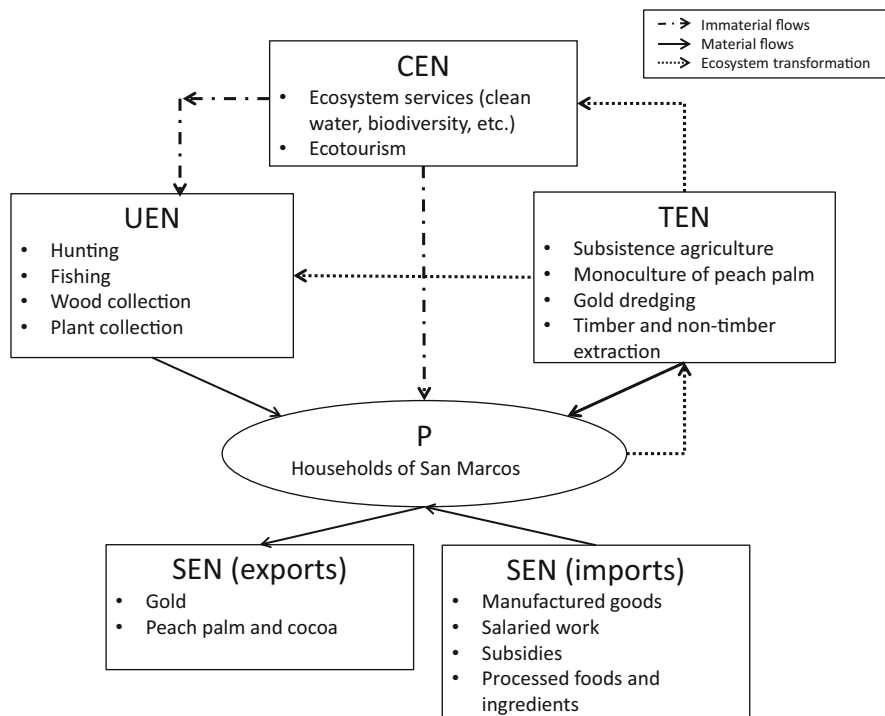 Immaterial flows
Material flows
Ecosystem transformation
CEN
• Ecosystem services (clean
water, biodiversity, etc.)
• Ecotourism
UEN
• Hunting
• Fishing
• Wood collection
• Plant collection
TEN
• Subsistence agriculture
• Monoculture of peach palm
• Gold dredging
• Timber and non-timber
extraction
P
Households of San Marcos
SEN (exports)
• Gold
• Peach palm and cocoa
SEN (imports)
• Manufactured goods
• Salaried work
• Subsidies
• Processed foods and
ingredients